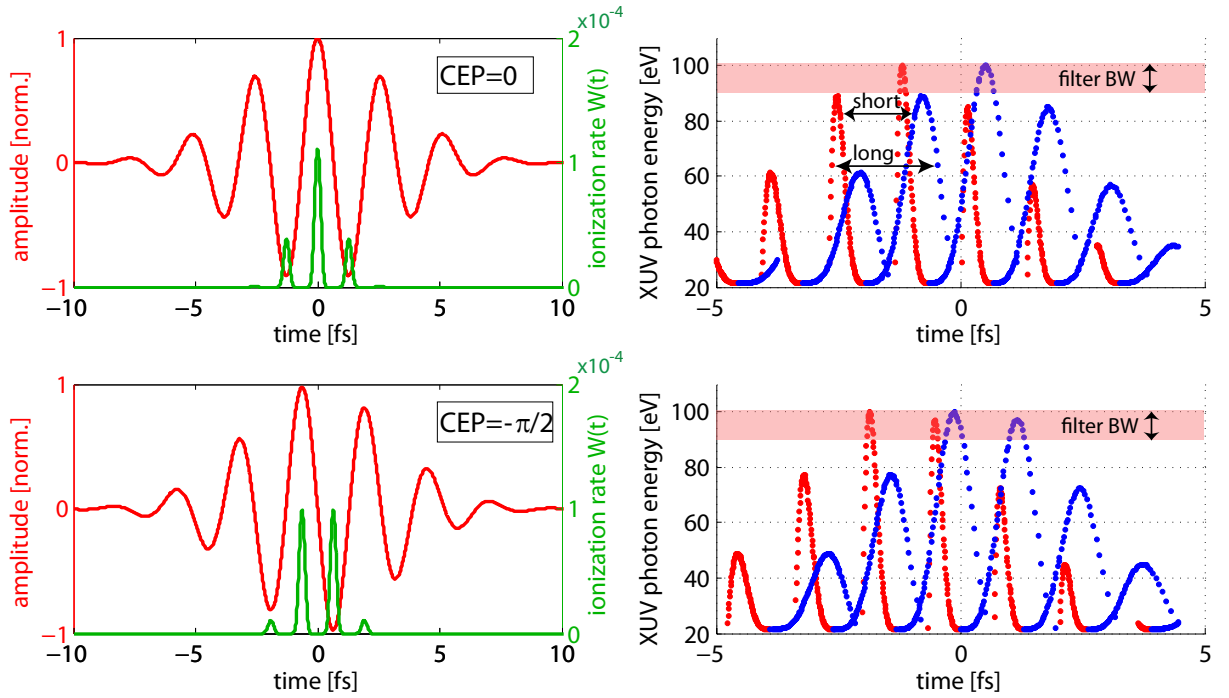 x10⁻⁴
1
0
−1
amplitude [norm.]
CEP=0
2
1
0
ionization rate W(t)
−10
−5
0
5
10
time [fs]
100
80
60
40
20
XUV photon energy [eV]
filter BW
short
long
−5
0
5
time [fs]
x10⁻⁴
1
0
−1
amplitude [norm.]
CEP=-π/2
2
1
0
ionization rate W(t)
−10
−5
0
5
10
time [fs]
100
80
60
40
20
XUV photon energy [eV]
filter BW
−5
0
5
time [fs]